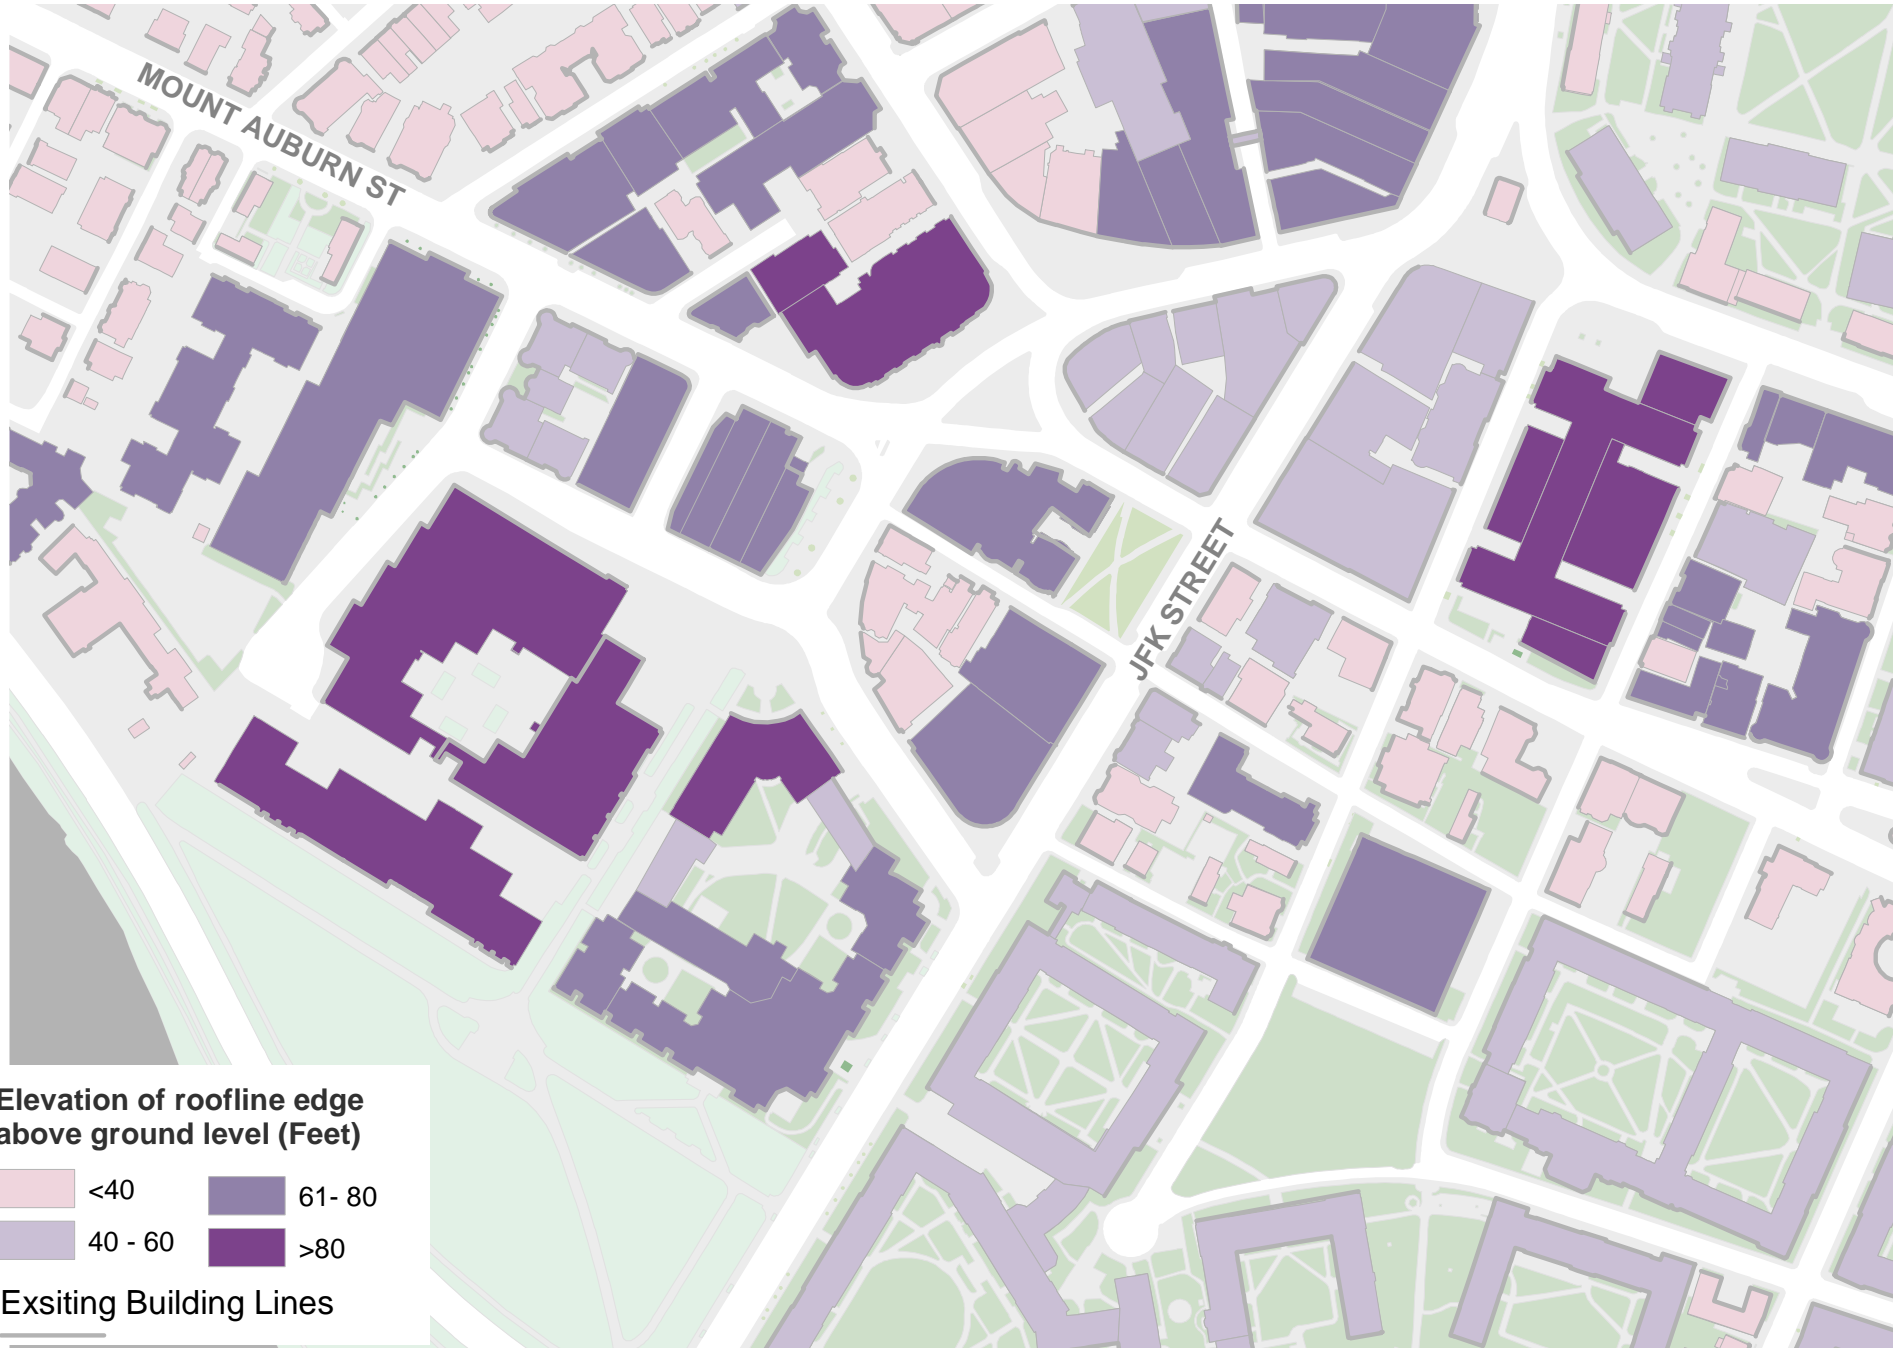 MOUNT AUBURN ST
JFK STREET
Elevation of roofline edge
above ground level (Feet)
<40
61- 80
40 - 60
>80
Exsiting Building Lines